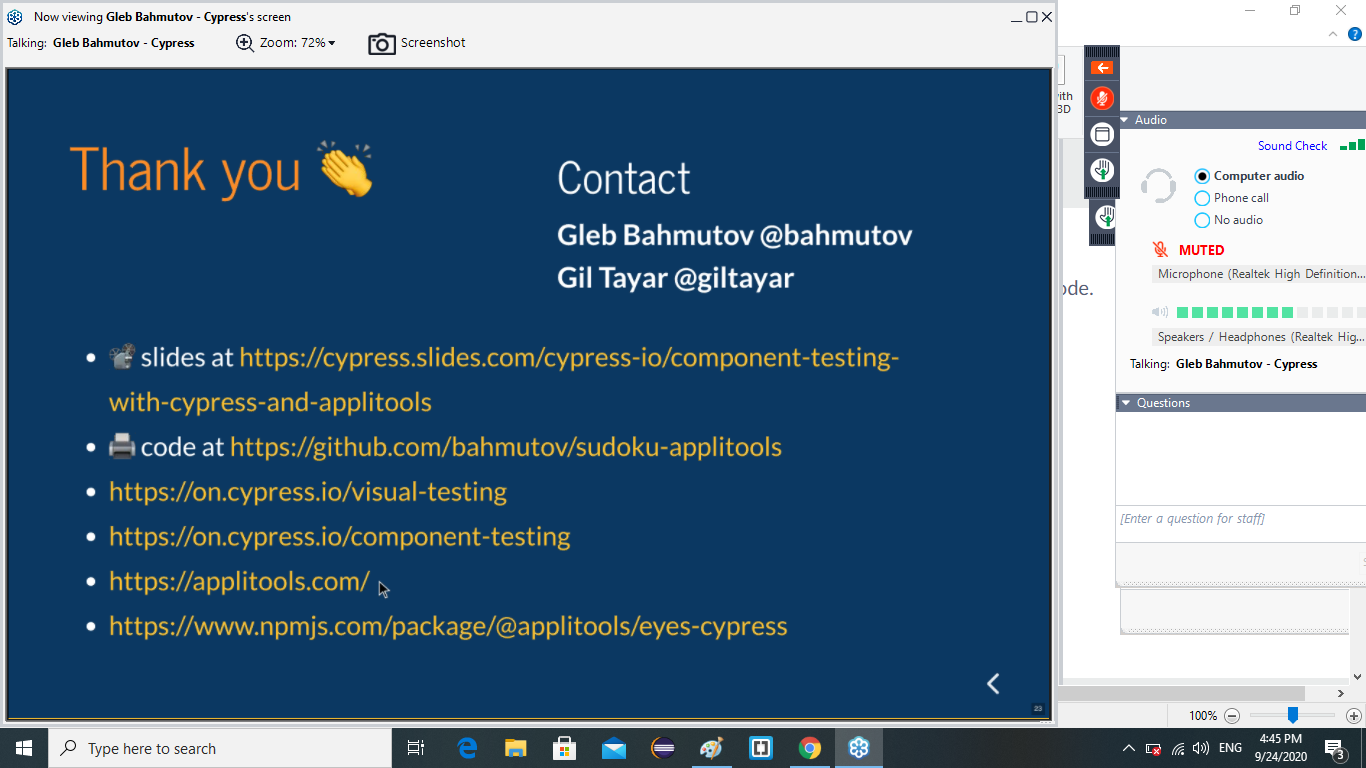 Now viewing Gleb Bahmutov - Cypress's screen
Talking: Gleb Bahmutov - Cypress
Zoom: 72%
Screenshot
Thank you
Contact
Gleb Bahmutov @bahmutov
Gil Tayar @giltayar
slides at https://cypress.slides.com/cypress-io/component-testing-
with-cypress-and-applitools
code at https://github.com/bahmutov/sudoku-applitools
https://on.cypress.io/visual-testing
https://on.cypress.io/component-testing
https://applitools.com/
https://www.npmjs.com/package/@applitools/eyes-cypress
23
3D
ode.
Audio
Sound Check
Computer audio
Phone call
No audio
MUTED
Microphone (Realtek High Definition...
Speakers / Headphones (Realtek Hig...
Talking: Gleb Bahmutov - Cypress
Questions
[Enter a question for staff]
100%
Type here to search
ENG
4:45 PM
9/24/2020
3